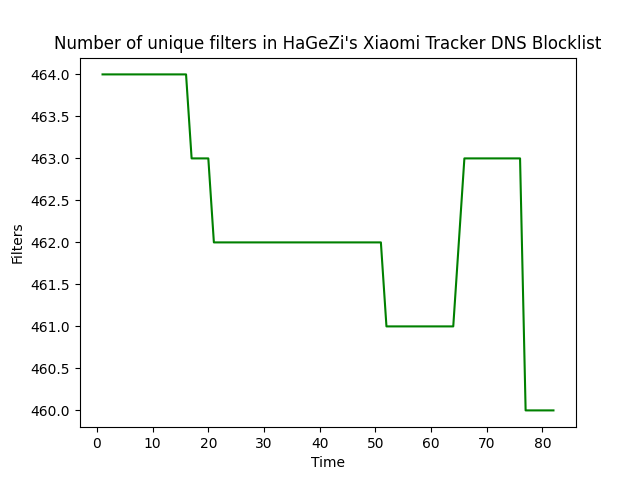 Number of unique filters in HaGeZi's Xiaomi Tracker DNS Blocklist
464.0
463.5
463.0
462.5
462.0
461.5
461.0
460.5
460.0
Filters
0 10 20 30 40 50 60 70 80
Time